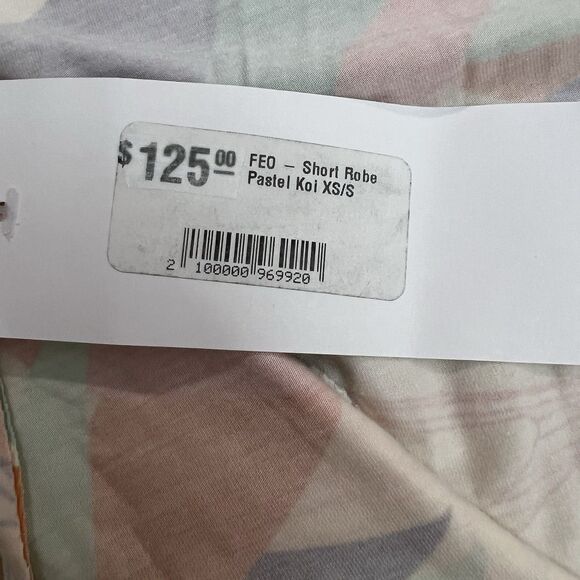 $125.00 FEO – Short Robe
Pastel Koi XS/S
2 100000 969920